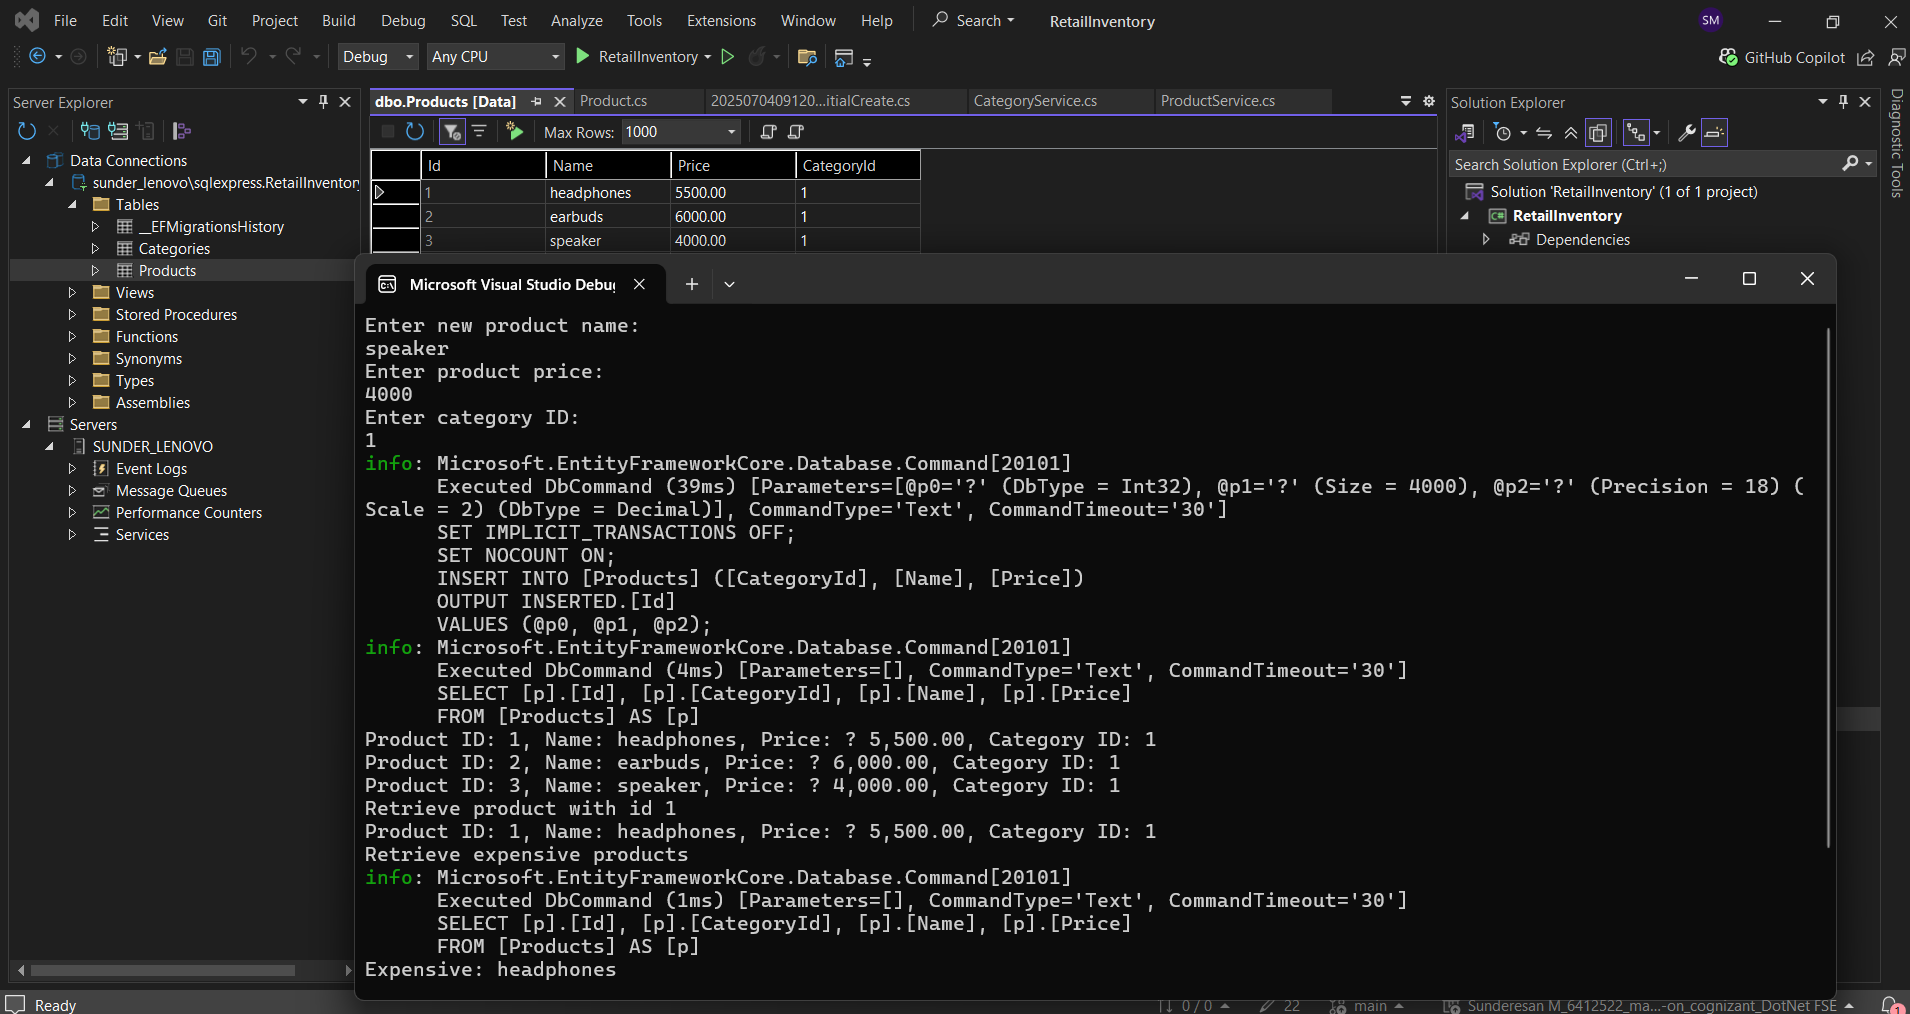 File Edit View Git Project Build Debug SQL Test Analyze Tools Extensions Window Help Search RetailInventory SM
Debug Any CPU RetailInventory GitHub Copilot
Server Explorer
Data Connections
sunder_lenovo\sqlexpress.RetailInventory
Tables
__EFMigrationsHistory
Categories
Products
Views
Stored Procedures
Functions
Synonyms
Types
Assemblies
Servers
SUNDER_LENOVO
Event Logs
Message Queues
Performance Counters
Services
dbo.Products [Data] Product.cs 2025070409120...itialCreate.cs CategoryService.cs ProductService.cs
Max Rows: 1000
Id Name Price CategoryId
1 headphones 5500.00 1
2 earbuds 6000.00 1
3 speaker 4000.00 1
Solution Explorer
Search Solution Explorer (Ctrl+;)
Solution 'RetailInventory' (1 of 1 project)
RetailInventory
Dependencies
Diagnostic Tools
Microsoft Visual Studio Debu
Enter new product name:
speaker
Enter product price:
4000
Enter category ID:
1
info: Microsoft.EntityFrameworkCore.Database.Command[20101]
Executed DbCommand (39ms) [Parameters=[@p0='?' (DbType = Int32), @p1='?' (Size = 4000), @p2='?' (Precision = 18) (
Scale = 2) (DbType = Decimal)], CommandType='Text', CommandTimeout='30']
SET IMPLICIT_TRANSACTIONS OFF;
SET NOCOUNT ON;
INSERT INTO [Products] ([CategoryId], [Name], [Price])
OUTPUT INSERTED.[Id]
VALUES (@p0, @p1, @p2);
info: Microsoft.EntityFrameworkCore.Database.Command[20101]
Executed DbCommand (4ms) [Parameters=[], CommandType='Text', CommandTimeout='30']
SELECT [p].[Id], [p].[CategoryId], [p].[Name], [p].[Price]
FROM [Products] AS [p]
Product ID: 1, Name: headphones, Price: ? 5,500.00, Category ID: 1
Product ID: 2, Name: earbuds, Price: ? 6,000.00, Category ID: 1
Product ID: 3, Name: speaker, Price: ? 4,000.00, Category ID: 1
Retrieve product with id 1
Product ID: 1, Name: headphones, Price: ? 5,500.00, Category ID: 1
Retrieve expensive products
info: Microsoft.EntityFrameworkCore.Database.Command[20101]
Executed DbCommand (1ms) [Parameters=[], CommandType='Text', CommandTimeout='30']
SELECT [p].[Id], [p].[CategoryId], [p].[Name], [p].[Price]
FROM [Products] AS [p]
Expensive: headphones
Ready 0 / 0 22 main Sunderesan M_6412522_ma...-on_cognizant_DotNet FSE 1